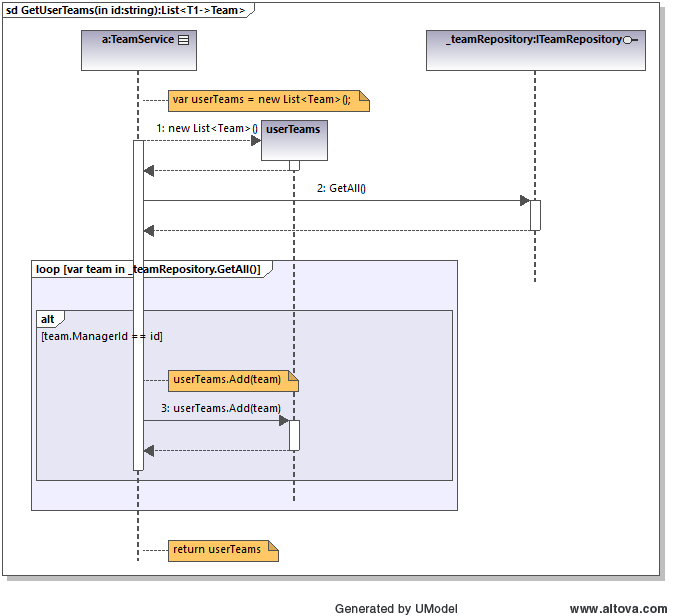 sd GetUserTeams(in id:string):List<T1->Team>
a:TeamService
_teamRepository:ITeamRepository
var userTeams = new List<Team>();
1: new List<Team>()
userTeams
2: GetAll()
loop [var team in _teamRepository.GetAll()]
alt
[team.ManagerId == id]
userTeams.Add(team)
3: userTeams.Add(team)
return userTeams
Generated by UModel
www.altova.com